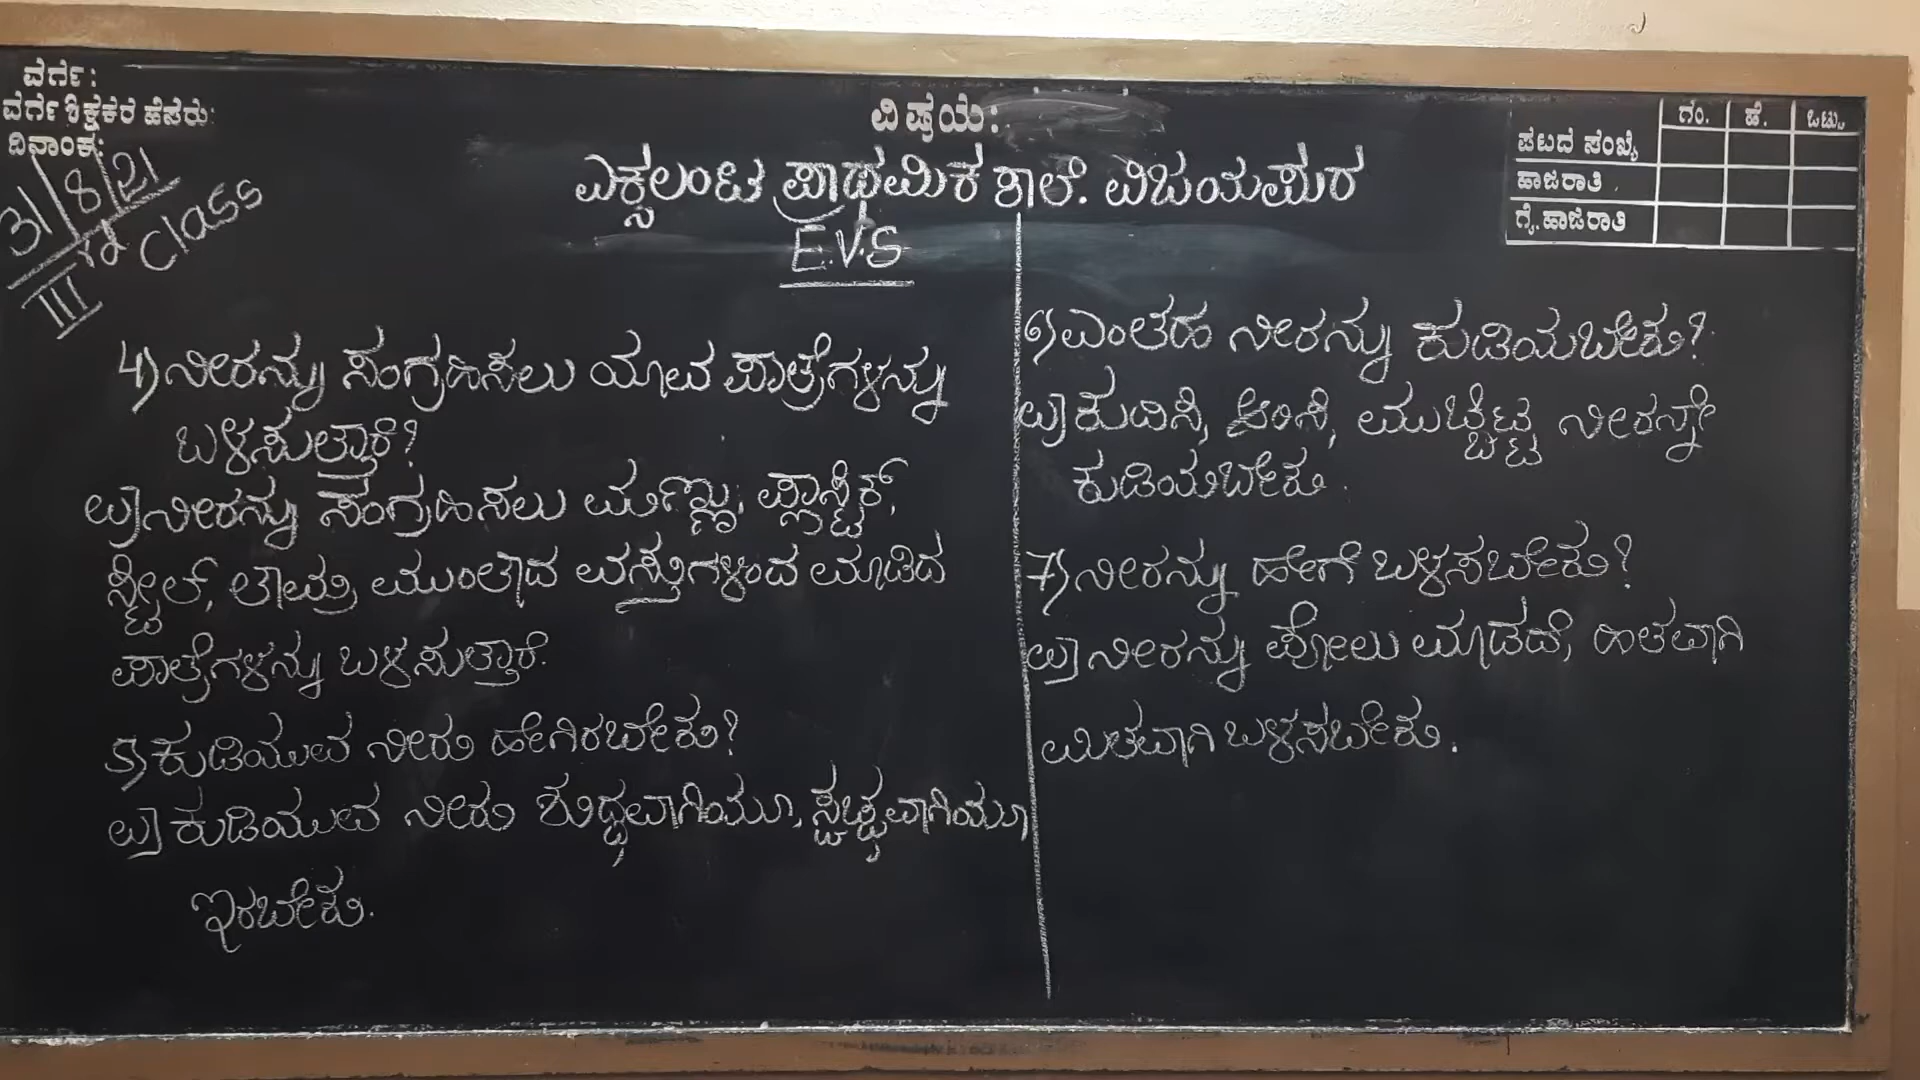 ವರ್ಗ:
ವರ್ಗ ಶಿಕ್ಷಕರ ಹೆಸರು:
ದಿನಾಂಕ:
31/8/21
IIIrd Class
ವಿಷಯ:
ಎಕ್ಸಲಂಟ ಪ್ರಾಥಮಿಕ ಶಾಲೆ. ವಿಜಯಪುರ
E.V.S
ಗಂ. ಹೆ. ಒಟ್ಟು
ಪಟದ ಸಂಖ್ಯೆ
ಹಾಜರಾತಿ
ಗೈ.ಹಾಜರಾತಿ
4) ನೀರನ್ನು ಸಂಗ್ರಹಿಸಲು ಯಾವ ಪಾತ್ರೆಗಳನ್ನು
ಬಳಸುತ್ತಾರೆ?
ಉ) ನೀರನ್ನು ಸಂಗ್ರಹಿಸಲು ಮಣ್ಣು, ಪ್ಲಾಸ್ಟಿಕ್,
ಸ್ಟೀಲ್, ತಾಮ್ರ ಮುಂತಾದ ವಸ್ತುಗಳಿಂದ ಮಾಡಿದ
ಪಾತ್ರೆಗಳನ್ನು ಬಳಸುತ್ತಾರೆ.
5) ಕುಡಿಯುವ ನೀರು ಹೇಗಿರಬೇಕು?
ಉ) ಕುಡಿಯುವ ನೀರು ಶುದ್ಧವಾಗಿಯೂ, ಸ್ವಚ್ಛವಾಗಿಯೂ
ಇರಬೇಕು.
6) ಎಂತಹ ನೀರನ್ನು ಕುಡಿಯಬೇಕು?
ಉ) ಕುದಿಸಿ, ಆರಿಸಿ, ಮುಚ್ಚಿಟ್ಟ ನೀರನ್ನೇ
ಕುಡಿಯಬೇಕು.
7) ನೀರನ್ನು ಹೇಗೆ ಬಳಸಬೇಕು?
ಉ) ನೀರನ್ನು ಪೋಲು ಮಾಡದೆ, ಹಿತವಾಗಿ
ಮಿತವಾಗಿ ಬಳಸಬೇಕು.